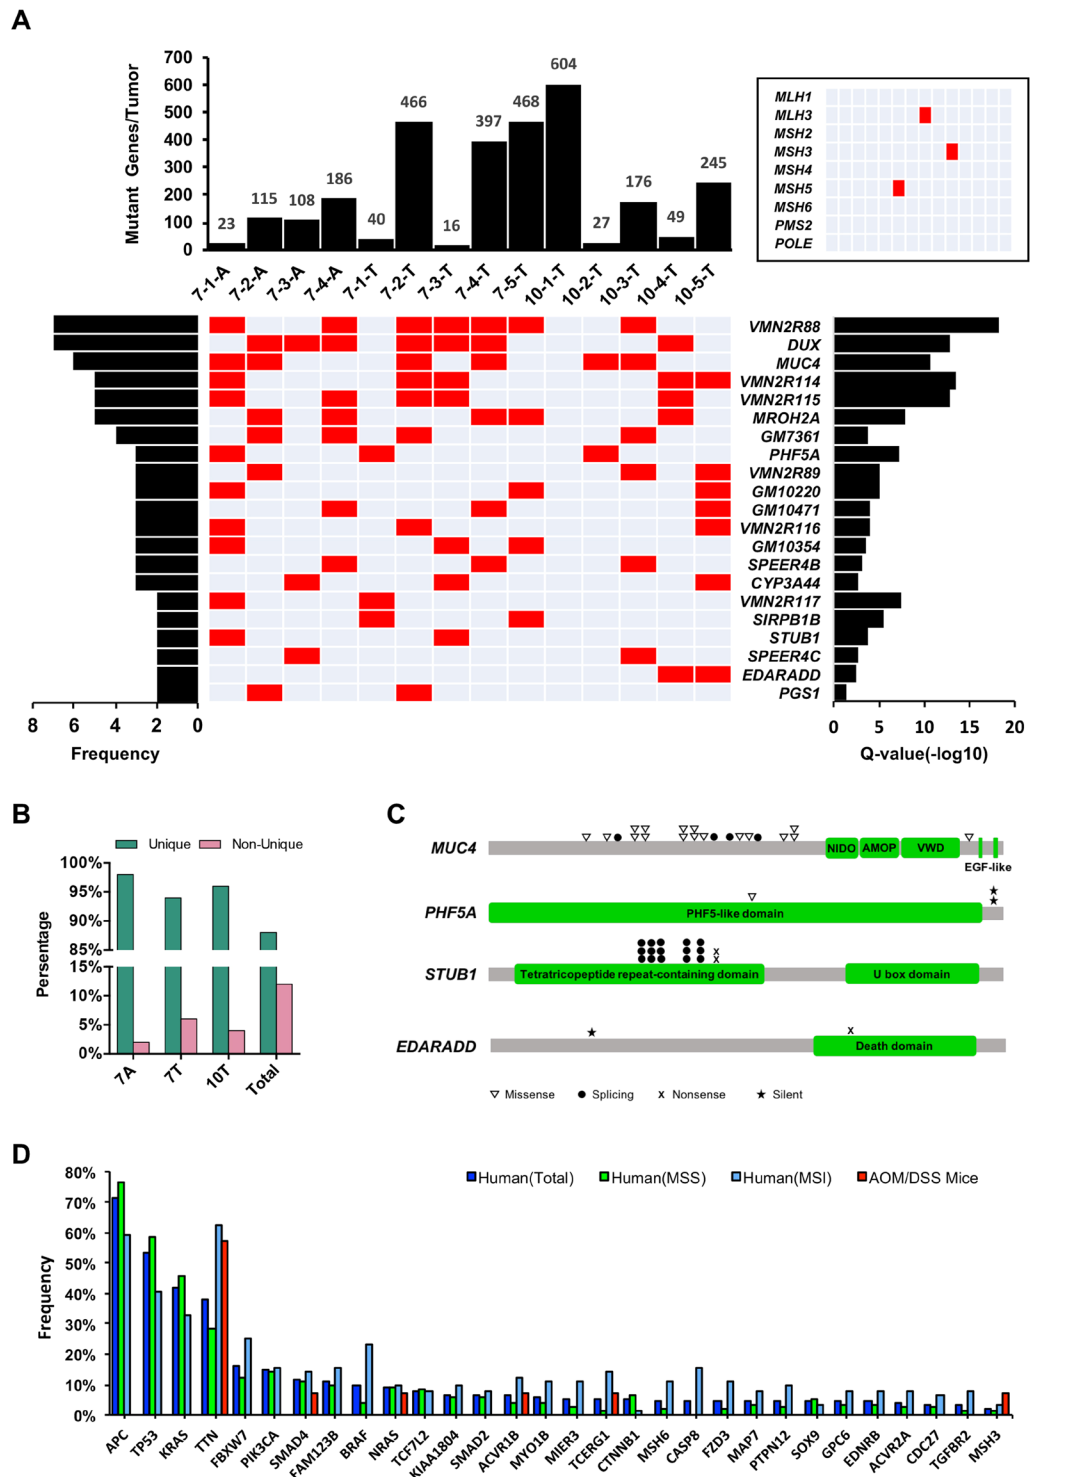 A
Mutant Genes/Tumor
700
600
500
400
300
200
100
0
23
115
108
186
40
466
16
397
468
604
27
176
49
245
7-1-A
7-2-A
7-3-A
7-4-A
7-1-T
7-2-T
7-3-T
7-4-T
7-5-T
10-1-T
10-2-T
10-3-T
10-4-T
10-5-T
MLH1
MLH3
MSH2
MSH3
MSH4
MSH5
MSH6
PMS2
POLE
VMN2R88
DUX
MUC4
VMN2R114
VMN2R115
MROH2A
GM7361
PHF5A
VMN2R89
GM10220
GM10471
VMN2R116
GM10354
SPEER4B
CYP3A44
VMN2R117
SIRPB1B
STUB1
SPEER4C
EDARADD
PGS1
8 6 4 2 0
Frequency
0 5 10 15 20
Q-value(-log10)
B
Unique Non-Unique
Persentage
100%
95%
90%
85%
15%
10%
5%
0%
7A 7T 10T Total
C
MUC4
NIDO AMOP VWD
EGF-like
PHF5A
PHF5-like domain
STUB1
x
x
Tetratricopeptide repeat-containing domain U box domain
EDARADD
x
Death domain
Missense Splicing x Nonsense Silent
D
Human(Total) Human(MSS) Human(MSI) AOM/DSS Mice
Frequency
80%
70%
60%
50%
40%
30%
20%
10%
0%
APC
TP53
KRAS
TTN
FBXW7
PIK3CA
SMAD4
FAM123B
BRAF
NRAS
TCF7L2
KIAA1804
SMAD2
ACVR1B
MYO1B
MIER3
TCERG1
CTNNB1
MSH6
CASP8
FZD3
MAP7
PTPN12
SOX9
GPC6
EDNRB
ACVR2A
CDC27
TGFBR2
MSH3